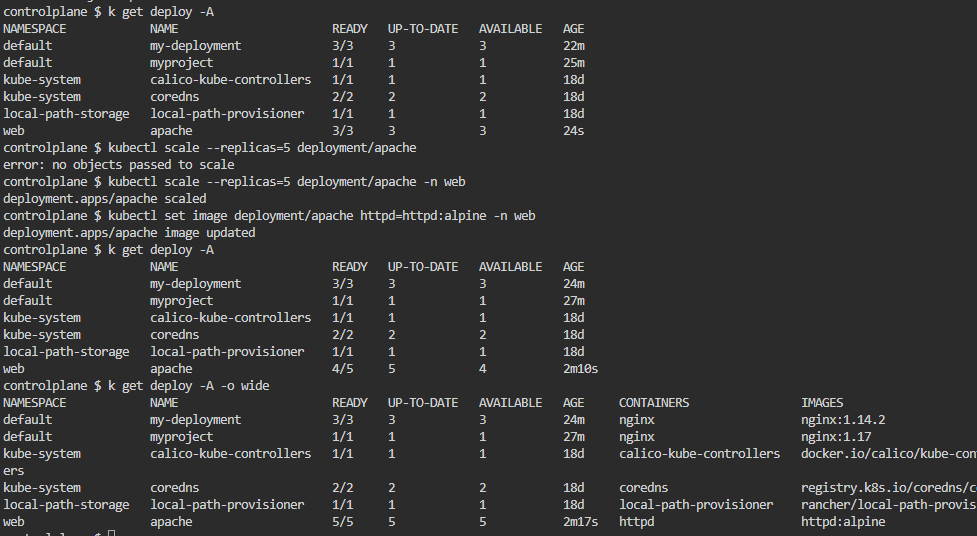 controlplane $ k get deploy -A
NAMESPACE NAME READY UP-TO-DATE AVAILABLE AGE
default my-deployment 3/3 3 3 22m
default myproject 1/1 1 1 25m
kube-system calico-kube-controllers 1/1 1 1 18d
kube-system coredns 2/2 2 2 18d
local-path-storage local-path-provisioner 1/1 1 1 18d
web apache 3/3 3 3 24s
controlplane $ kubectl scale --replicas=5 deployment/apache
error: no objects passed to scale
controlplane $ kubectl scale --replicas=5 deployment/apache -n web
deployment.apps/apache scaled
controlplane $ kubectl set image deployment/apache httpd=httpd:alpine -n web
deployment.apps/apache image updated
controlplane $ k get deploy -A
NAMESPACE NAME READY UP-TO-DATE AVAILABLE AGE
default my-deployment 3/3 3 3 24m
default myproject 1/1 1 1 27m
kube-system calico-kube-controllers 1/1 1 1 18d
kube-system coredns 2/2 2 2 18d
local-path-storage local-path-provisioner 1/1 1 1 18d
web apache 4/5 5 4 2m10s
controlplane $ k get deploy -A -o wide
NAMESPACE NAME READY UP-TO-DATE AVAILABLE AGE CONTAINERS IMAGES
default my-deployment 3/3 3 3 24m nginx nginx:1.14.2
default myproject 1/1 1 1 27m nginx nginx:1.17
kube-system calico-kube-controllers 1/1 1 1 18d calico-kube-controllers docker.io/calico/kube-con
ers
kube-system coredns 2/2 2 2 18d coredns registry.k8s.io/coredns/c
local-path-storage local-path-provisioner 1/1 1 1 18d local-path-provisioner rancher/local-path-provis
web apache 5/5 5 5 2m17s httpd httpd:alpine